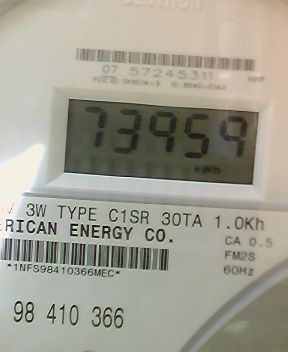 07 57245311
73959
3W TYPE C1SR 30TA 1.0Kh
RICAN ENERGY CO.
CA 0.5
FM2S
60Hz
*1NFS98410366MEC*
98 410 366